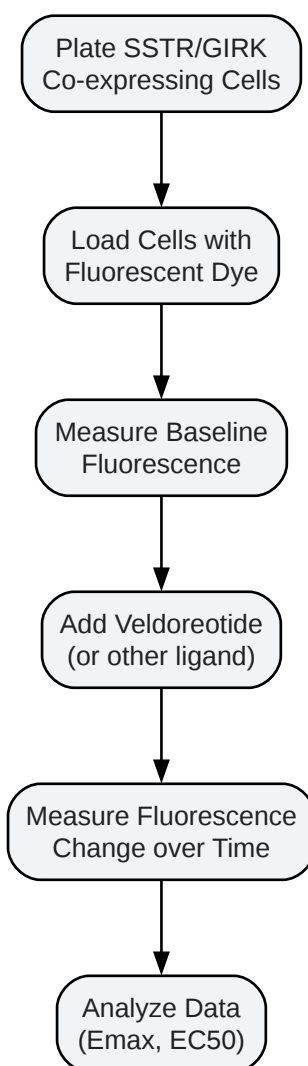 Plate SSTR/GIRK
Co-expressing Cells
Load Cells with
Fluorescent Dye
Measure Baseline
Fluorescence
Add Veldoreotide
(or other ligand)
Measure Fluorescence
Change over Time
Analyze Data
(Emax, EC50)